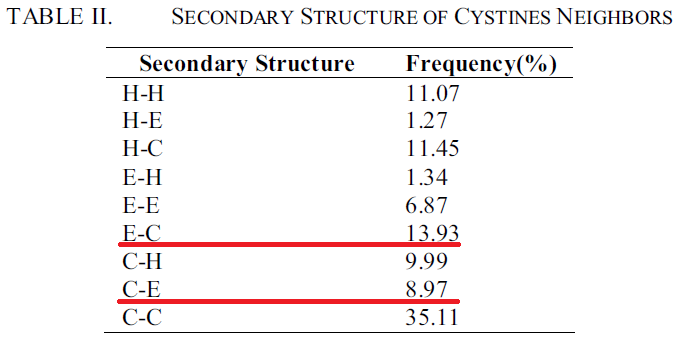 TABLE II. SECONDARY STRUCTURE OF CYSTINES NEIGHBORS
Secondary Structure Frequency(%)
H-H 11.07
H-E 1.27
H-C 11.45
E-H 1.34
E-E 6.87
E-C 13.93
C-H 9.99
C-E 8.97
C-C 35.11